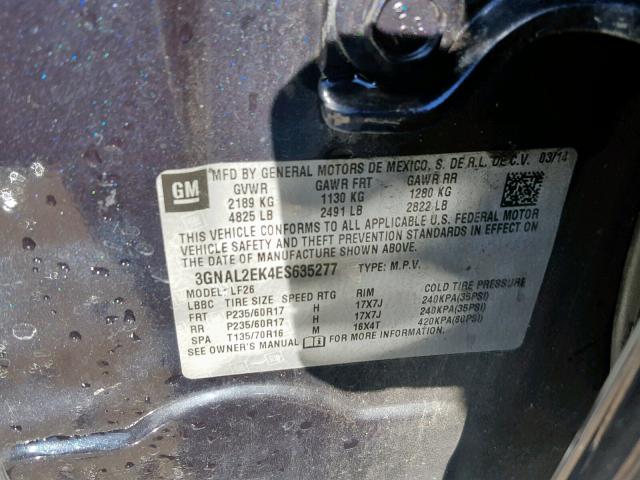 MFD BY GENERAL MOTORS DE MEXICO, S. DE R.L. DE C.V. 03/14
GM
GVWR GAWR FRT GAWR RR
2189 KG 1130 KG 1280 KG
4825 LB 2491 LB 2822 LB
THIS VEHICLE CONFORMS TO ALL APPLICABLE U.S. FEDERAL MOTOR
VEHICLE SAFETY AND THEFT PREVENTION STANDARDS IN EFFECT ON
THE DATE OF MANUFACTURE SHOWN ABOVE.
3GNAL2EK4ES635277 TYPE: M.P.V.
MODEL: LF26
LBBC TIRE SIZE SPEED RTG RIM COLD TIRE PRESSURE
FRT P235/60R17 H 17X7J 240KPA(35PSI)
RR P235/60R17 H 17X7J 240KPA(35PSI)
SPA T135/70R16 M 16X4T 420KPA(60PSI)
SEE OWNER'S MANUAL FOR MORE INFORMATION.